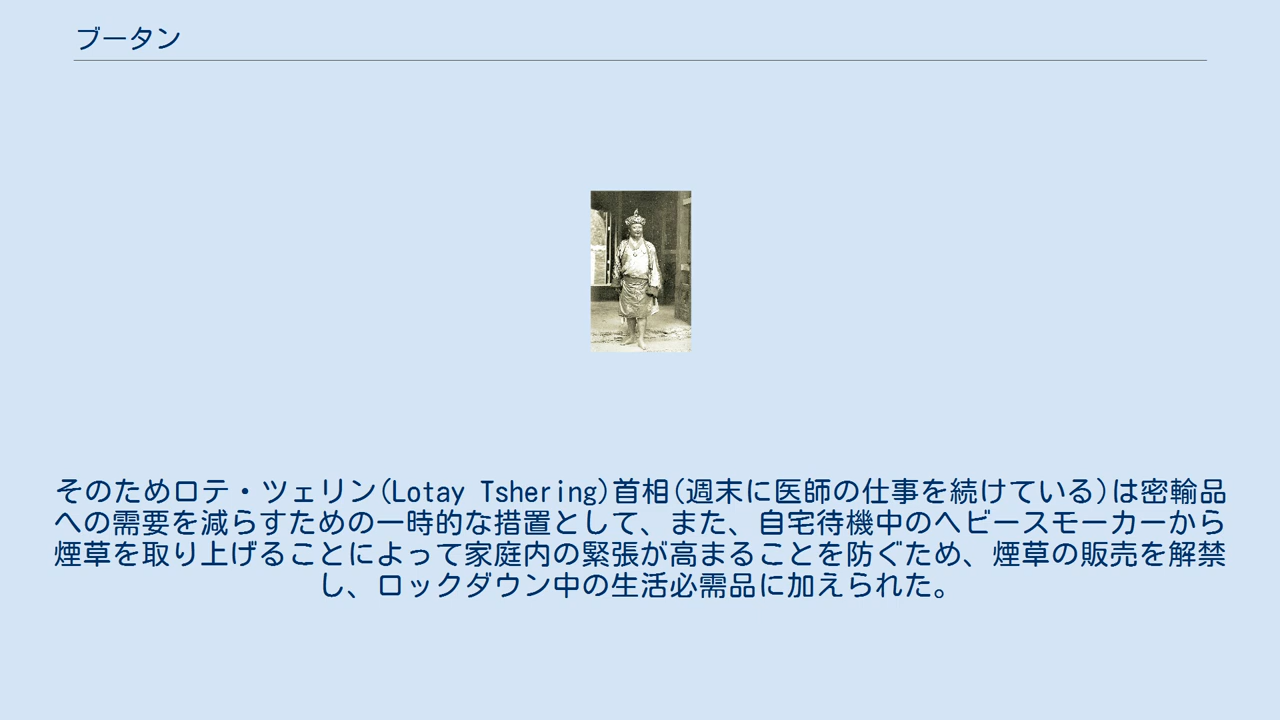 ブータン
そのためロテ・ツェリン(Lotay Tshering)首相(週末に医師の仕事を続けている)は密輸品
への需要を減らすための一時的な措置として、また、自宅待機中のヘビースモーカーから
煙草を取り上げることによって家庭内の緊張が高まることを防ぐため、煙草の販売を解禁
し、ロックダウン中の生活必需品に加えられた。